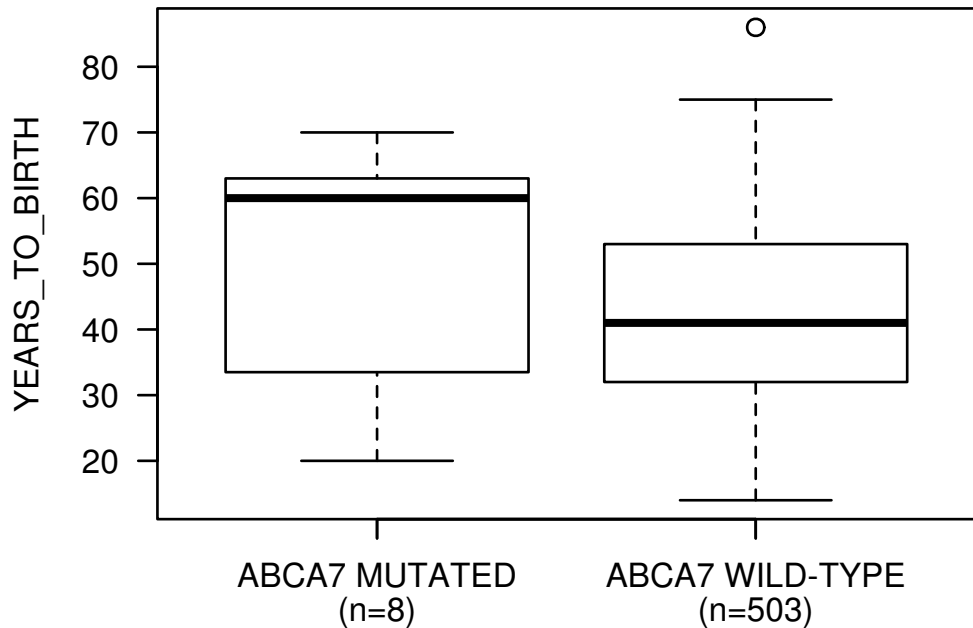 YEARS_TO_BIRTH
80
70
60
50
40
30
20
ABCA7 MUTATED
(n=8)
ABCA7 WILD-TYPE
(n=503)